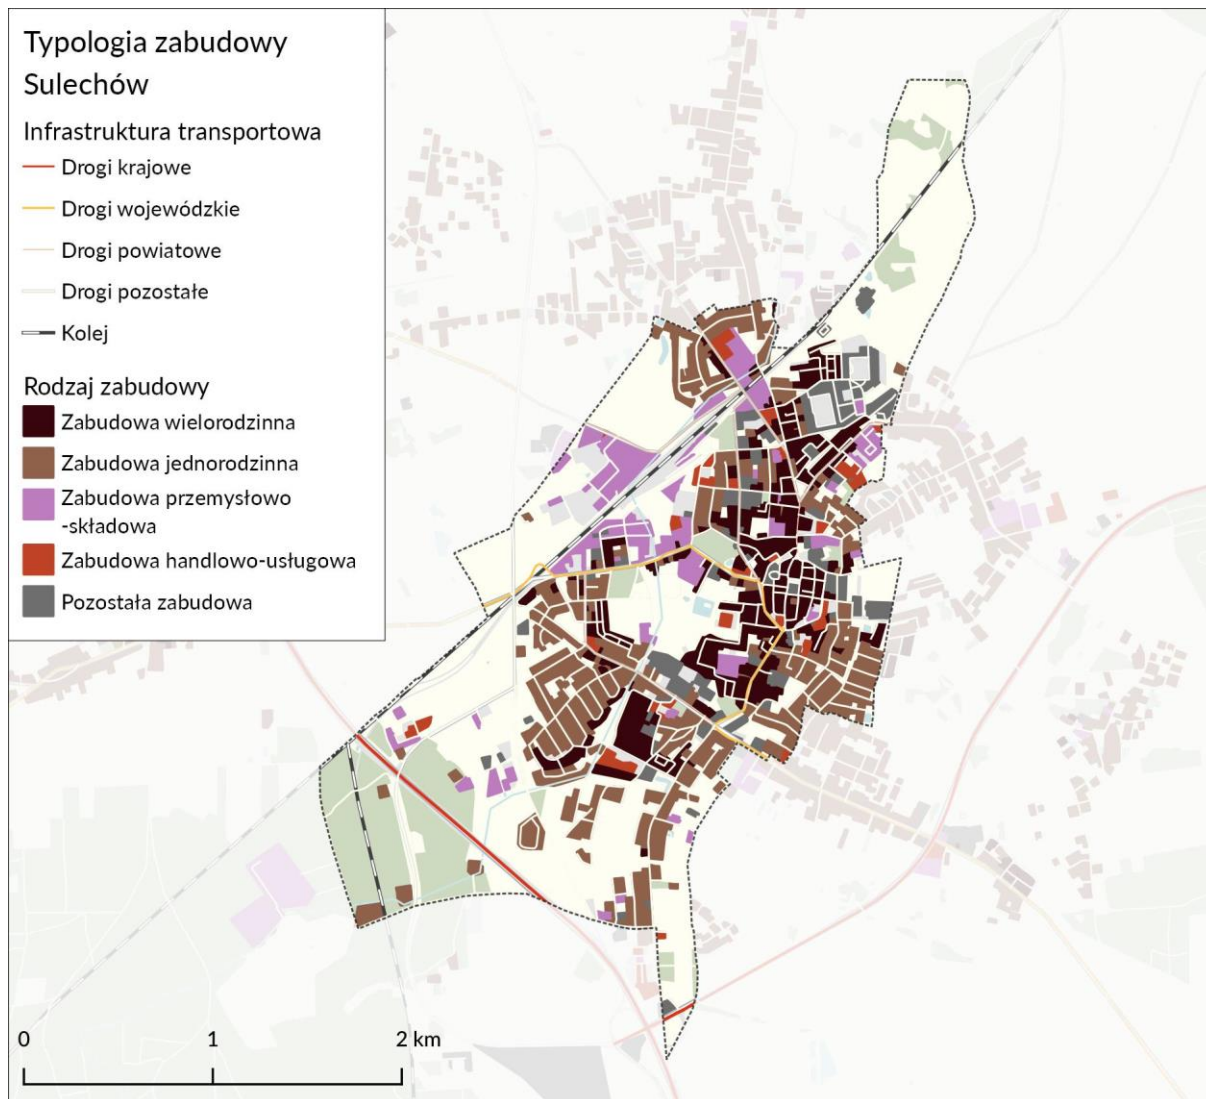 Typologia zabudowy
Sulechów
Infrastruktura transportowa
Drogi krajowe
Drogi wojewódzkie
Drogi powiatowe
Drogi pozostałe
Kolej
Rodzaj zabudowy
Zabudowa wielorodzinna
Zabudowa jednorodzinna
Zabudowa przemysłowo
-składowa
Zabudowa handlowo-usługowa
Pozostała zabudowa
0 1 2 km